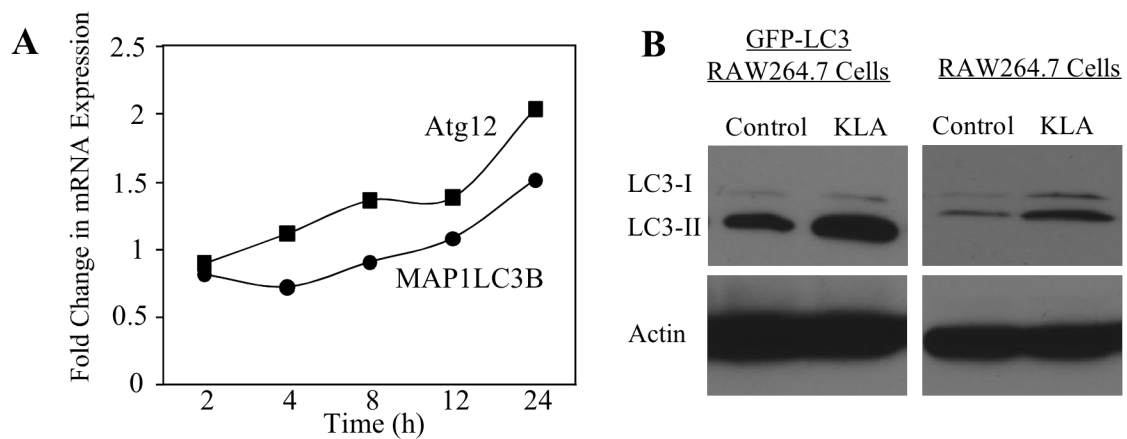 A
Fold Change in mRNA Expression
2.5
2
1.5
1
0.5
0
Atg12
MAP1LC3B
2 4 8 12 24
Time (h)
B
GFP-LC3
RAW264.7 Cells
RAW264.7 Cells
Control KLA
Control KLA
LC3-I
LC3-II
Actin